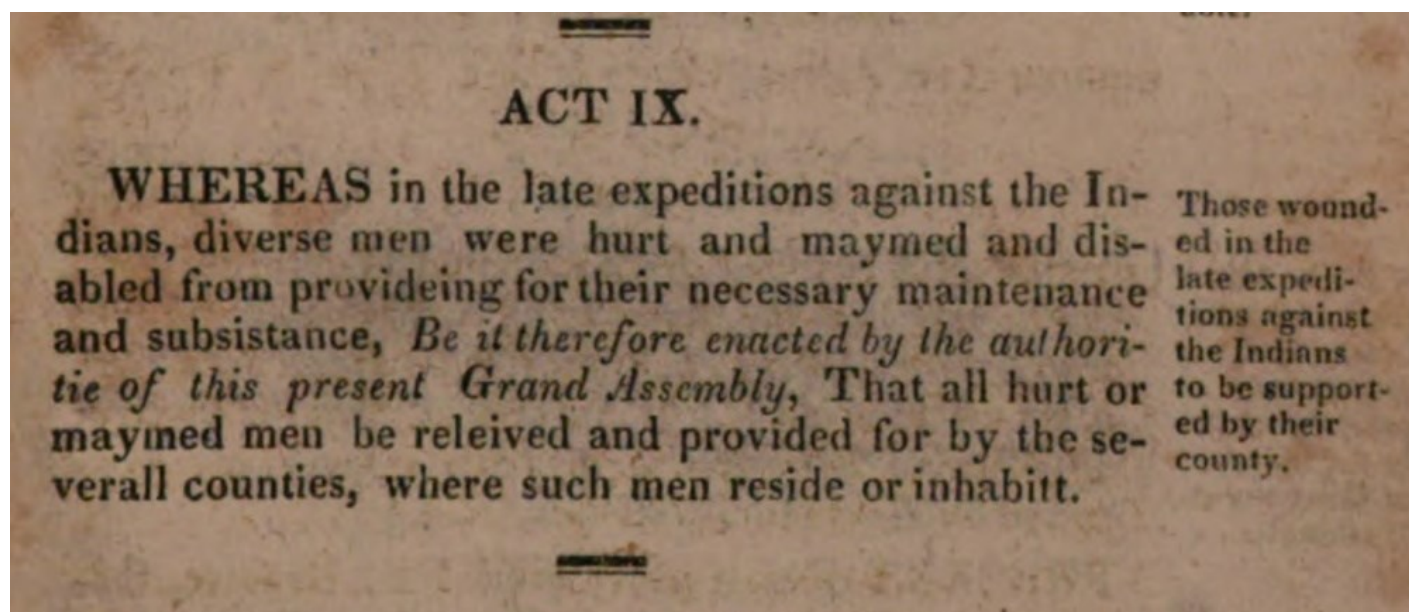 ACT IX.
WHEREAS in the late expeditions against the In-
dians, diverse men were hurt and maymed and dis-
abled from provideing for their necessary maintenance
and subsistance, Be it therefore enacted by the authori-
tie of this present Grand Assembly, That all hurt or
maymed men be releived and provided for by the se-
verall counties, where such men reside or inhabitt.
Those wound-
ed in the
late expedi-
tions against
the Indians
to be support-
ed by their
county.